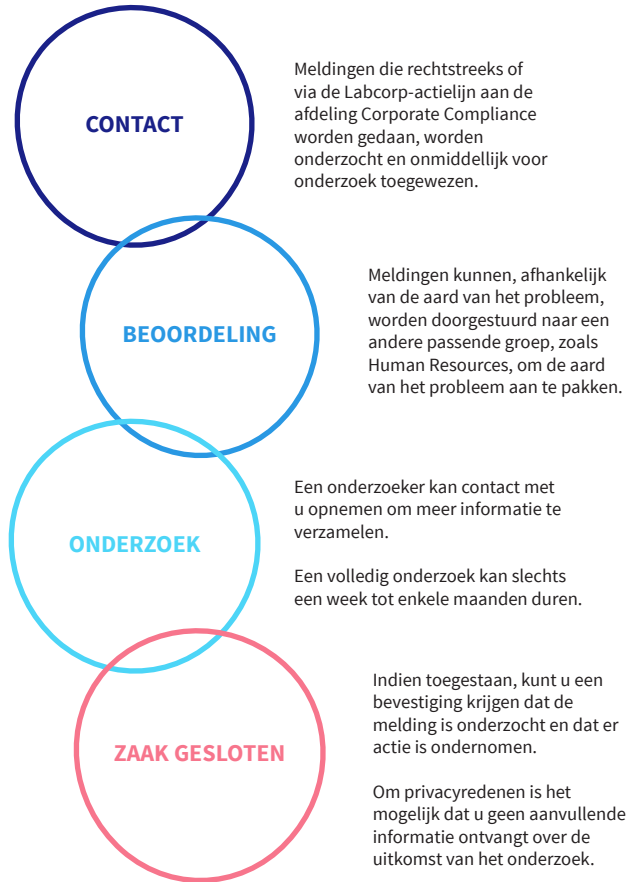 CONTACT
Meldingen die rechtstreeks of
via de Labcorp-actielijn aan de
afdeling Corporate Compliance
worden gedaan, worden
onderzocht en onmiddellijk voor
onderzoek toegewezen.
BEOORDELING
Meldingen kunnen, afhankelijk
van de aard van het probleem,
worden doorgestuurd naar een
andere passende groep, zoals
Human Resources, om de aard
van het probleem aan te pakken.
ONDERZOEK
Een onderzoeker kan contact met
u opnemen om meer informatie te
verzamelen.
Een volledig onderzoek kan slechts
een week tot enkele maanden duren.
ZAAK GESLOTEN
Indien toegestaan, kunt u een
bevestiging krijgen dat de
melding is onderzocht en dat er
actie is ondernomen.
Om privacyredenen is het
mogelijk dat u geen aanvullende
informatie ontvangt over de
uitkomst van het onderzoek.